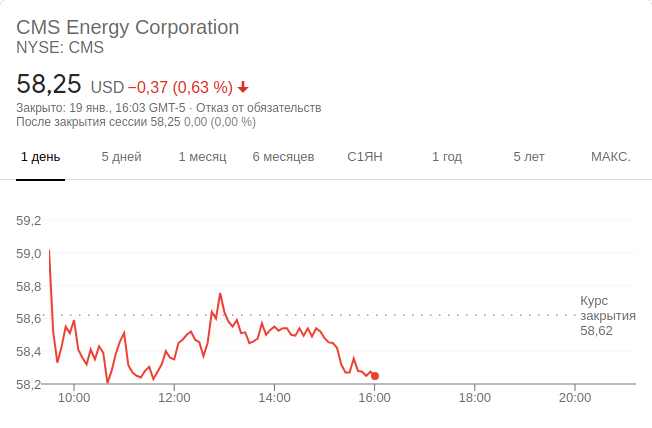 CMS Energy Corporation
NYSE: CMS
58,25 USD −0,37 (0,63 %)
Закрыто: 19 янв., 16:03 GMT-5 · Отказ от обязательств
После закрытия сессии 58,25 0,00 (0,00 %)
1 день 5 дней 1 месяц 6 месяцев С1ЯН 1 год 5 лет МАКС.
59,2
59,0
58,8
Курс
закрытия
58,62
58,6
58,4
58,2
10:00 12:00 14:00 16:00 18:00 20:00